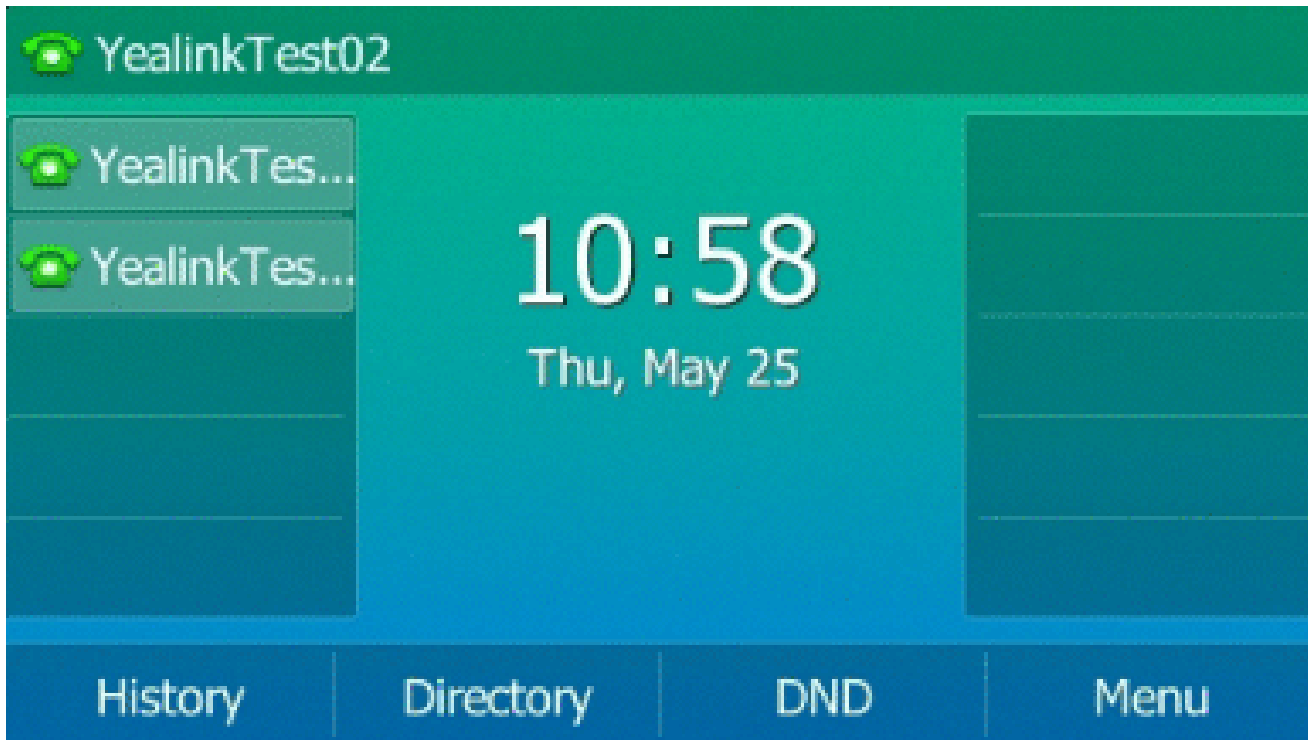 YealinkTest02
YealinkTes...
YealinkTes...
10:58
Thu, May 25
History
Directory
DND
Menu